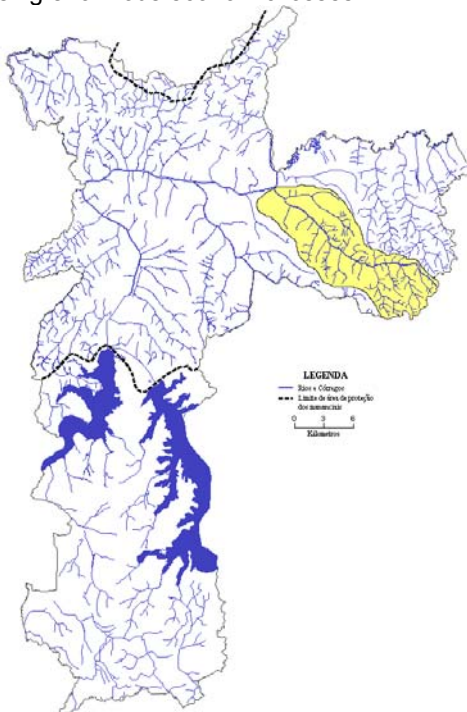 LEGENDA
Rios e Córregos
Limite de área de proteção
dos mananciais
0 3 6
Kilometros